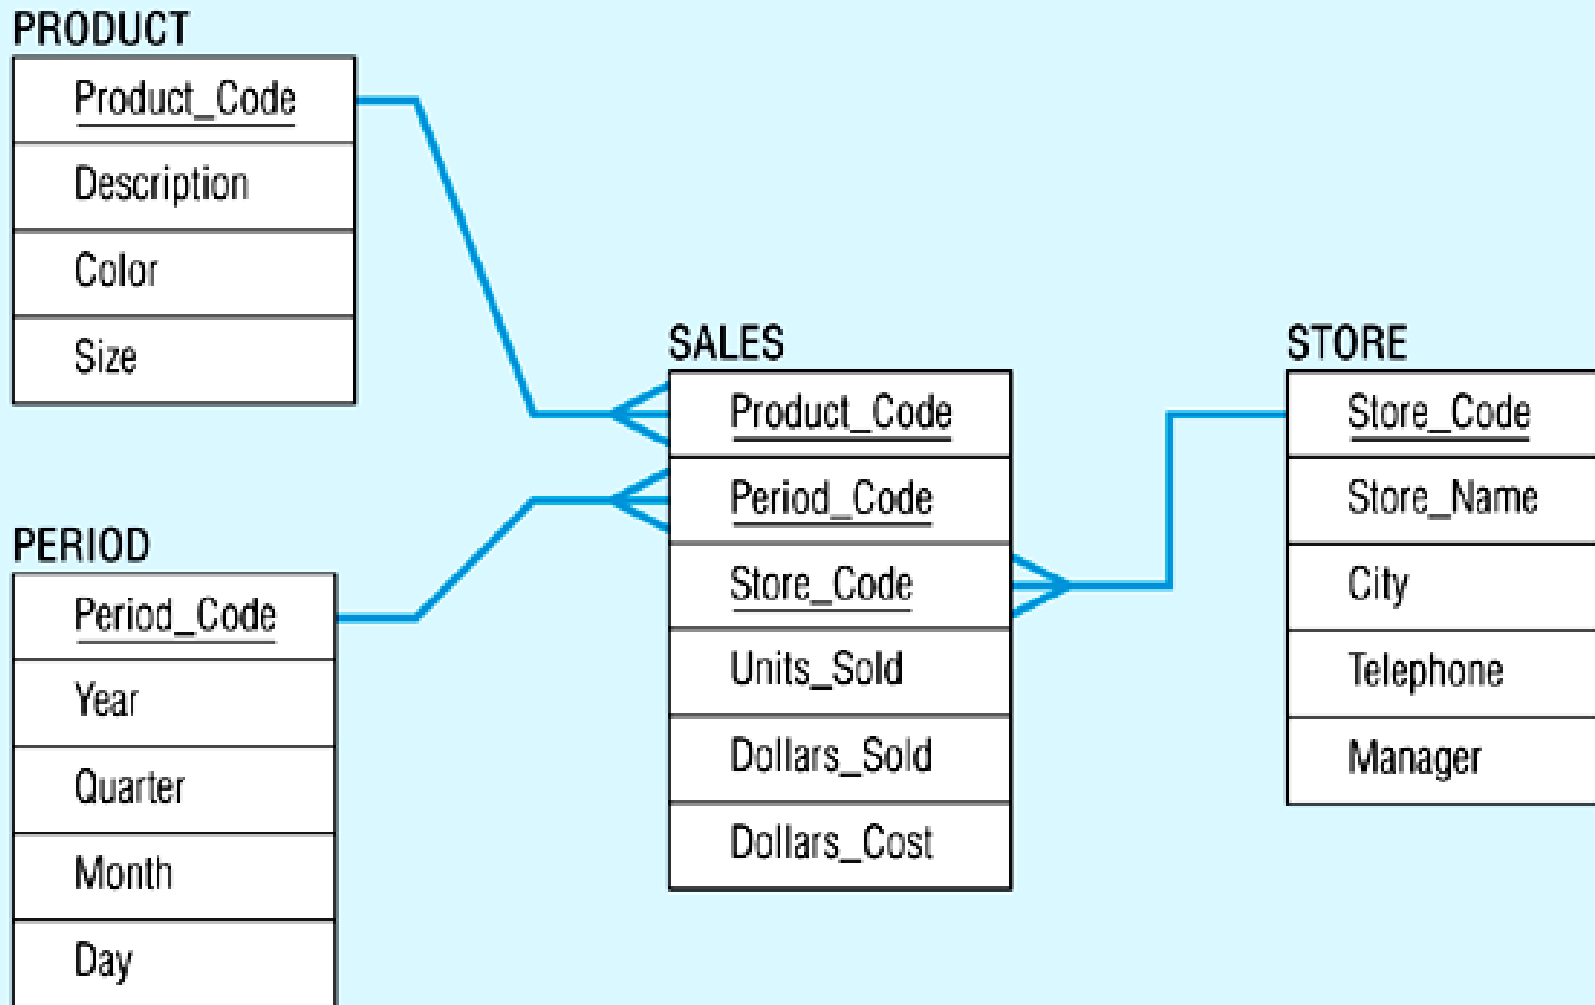 PRODUCT
Product_Code
Description
Color
Size
PERIOD
Period_Code
Year
Quarter
Month
Day
SALES
Product_Code
Period_Code
Store_Code
Units_Sold
Dollars_Sold
Dollars_Cost
STORE
Store_Code
Store_Name
City
Telephone
Manager